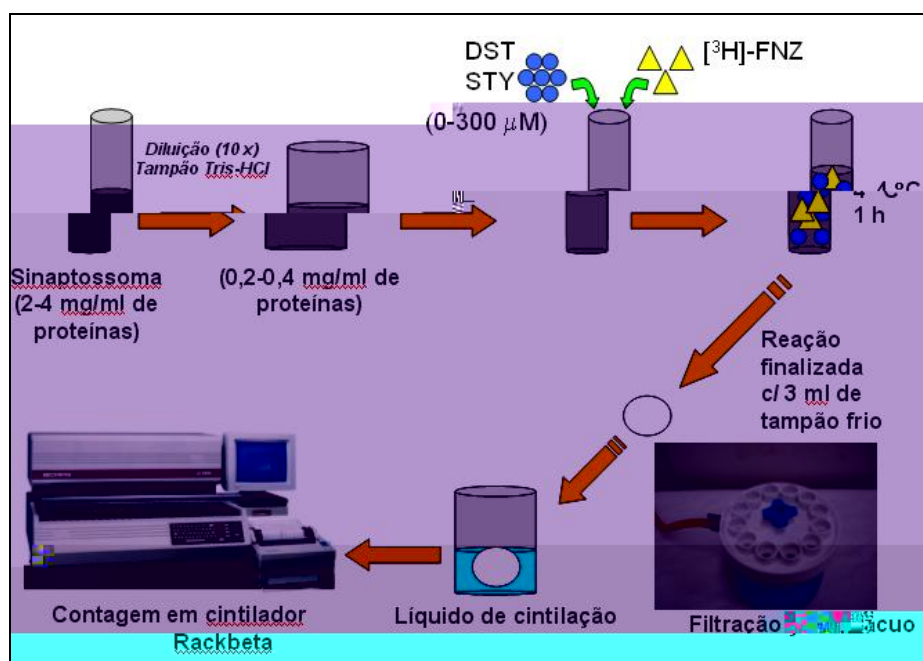 DST
STY
[³H]-FNZ
(0-300 µM)
Diluição (10 x)
Tampão Tris-HCl
1 h
Sinaptossoma
(2-4 mg/ml de
proteínas)
(0,2-0,4 mg/ml de
proteínas)
Reação
finalizada
c/ 3 ml de
tampão frio
Contagem em cintilador
Rackbeta
Líquido de cintilação
Filtração